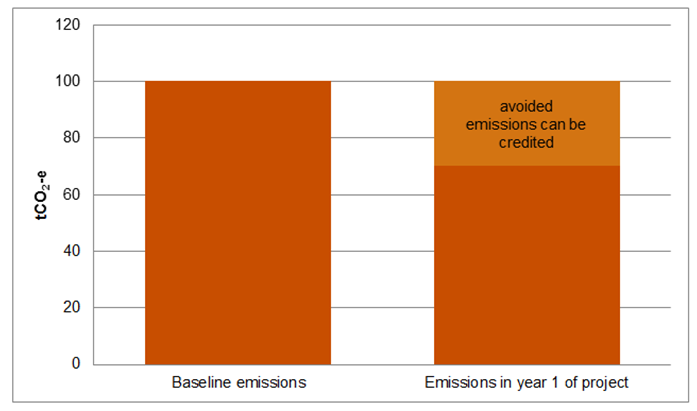 120
100
80
60
40
20
0
tCO₂-e
avoided
emissions can be
credited
Baseline emissions
Emissions in year 1 of project